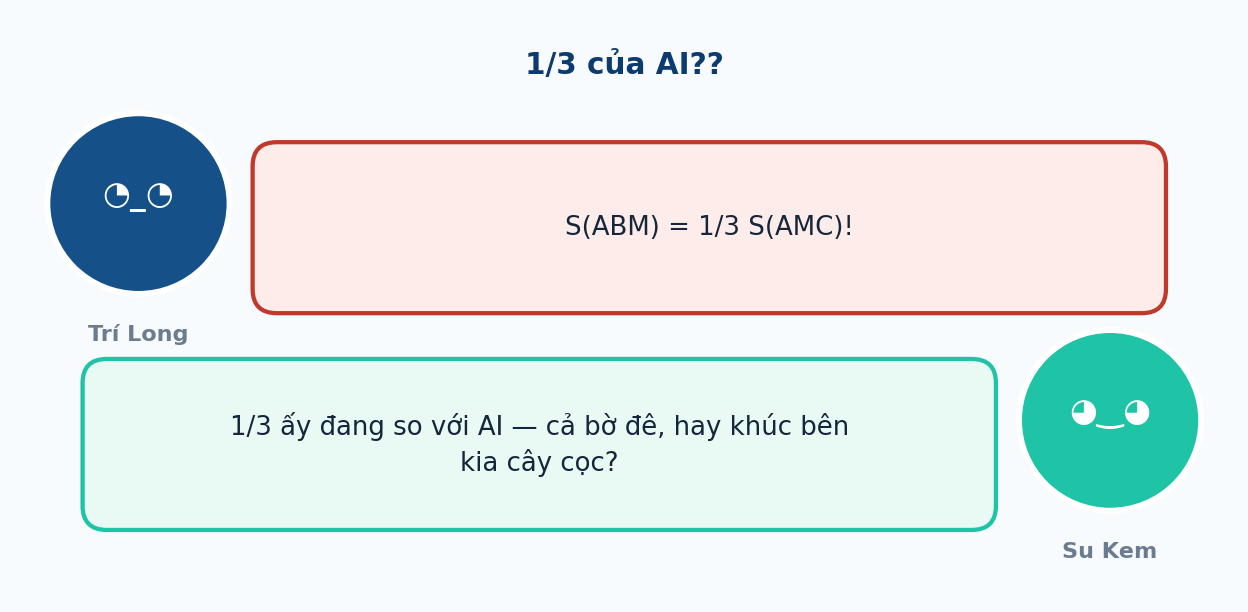 1/3 của AI??
◔_◔
S(ABM) = 1/3 S(AMC)!
Trí Long
1/3 ấy đang so với AI — cả bờ đê, hay khúc bên
kia cây cọc?
◕‿◕
Su Kem